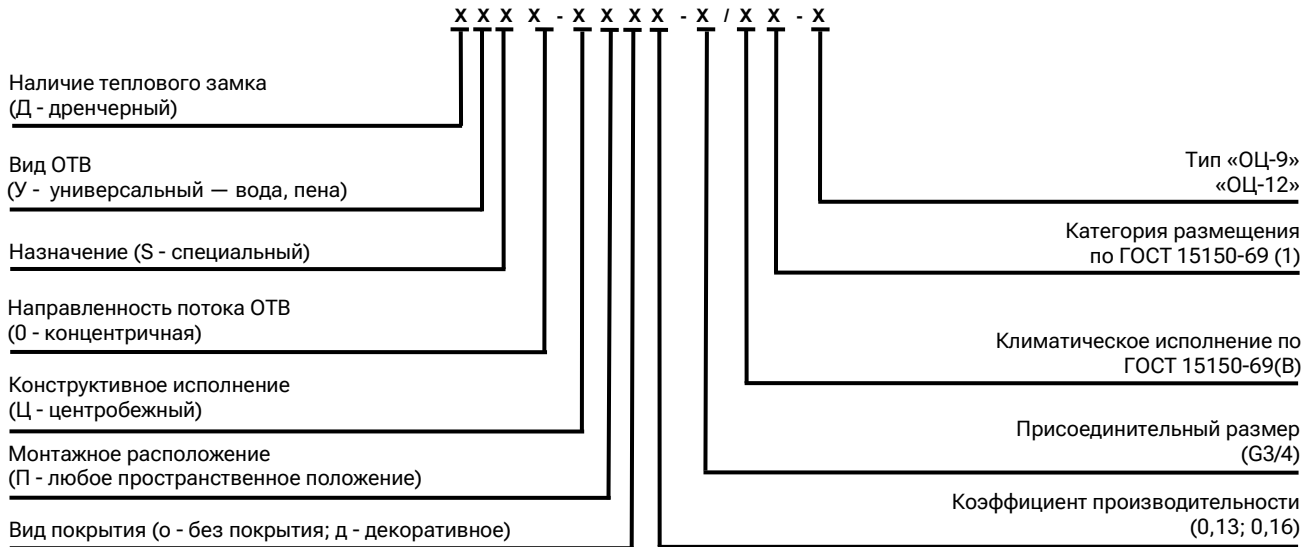 X X X X - X X X X - X / X X - X
Наличие теплового замка
(Д - дренчерный)
Вид ОТВ
(У - универсальный — вода, пена)
Назначение (S - специальный)
Направленность потока ОТВ
(0 - концентричная)
Конструктивное исполнение
(Ц - центробежный)
Монтажное расположение
(П - любое пространственное положение)
Вид покрытия (о - без покрытия; д - декоративное)
Тип «ОЦ-9»
«ОЦ-12»
Категория размещения
по ГОСТ 15150-69 (1)
Климатическое исполнение по
ГОСТ 15150-69(В)
Присоединительный размер
(G3/4)
Коэффициент производительности
(0,13; 0,16)